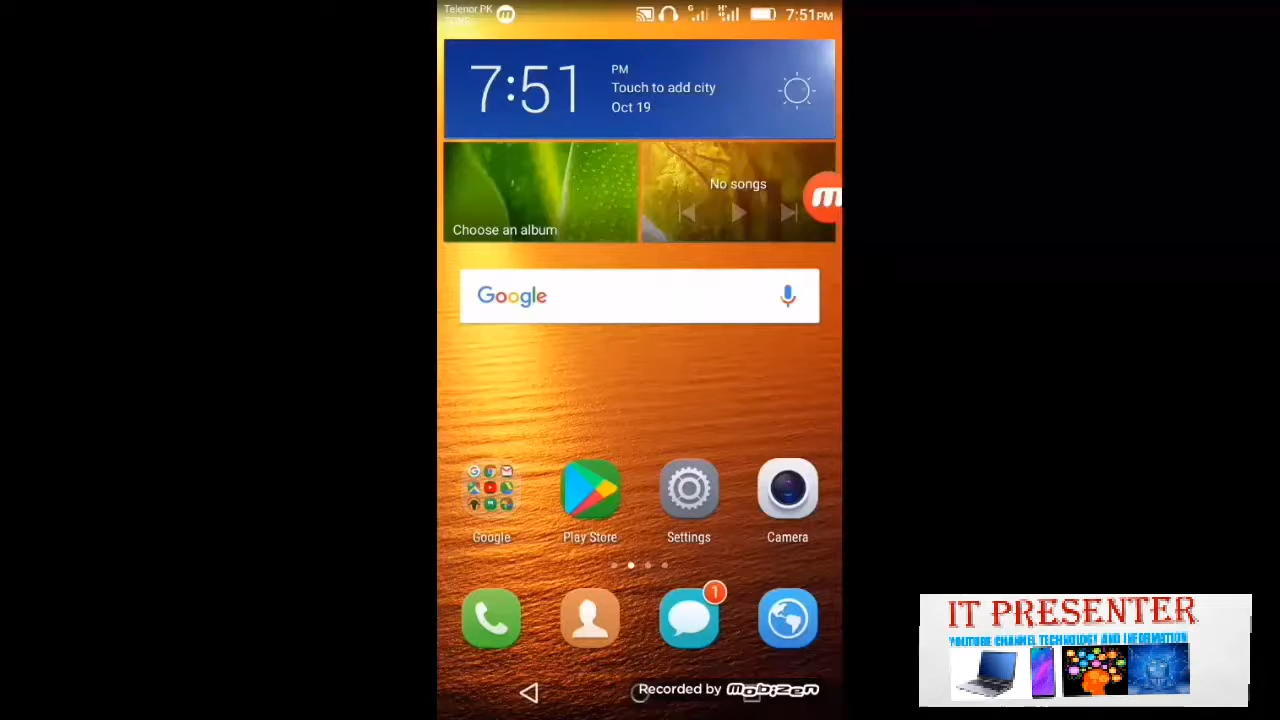 Telenor PK
7:51PM
7:51
PM
Touch to add city
Oct 19
No songs
Choose an album
Google
Google
Play Store
Settings
Camera
1
Recorded by Mobizen
IT PRESENTER
YOUTUBE CHANNEL TECHNOLOGY AND INFORMATION